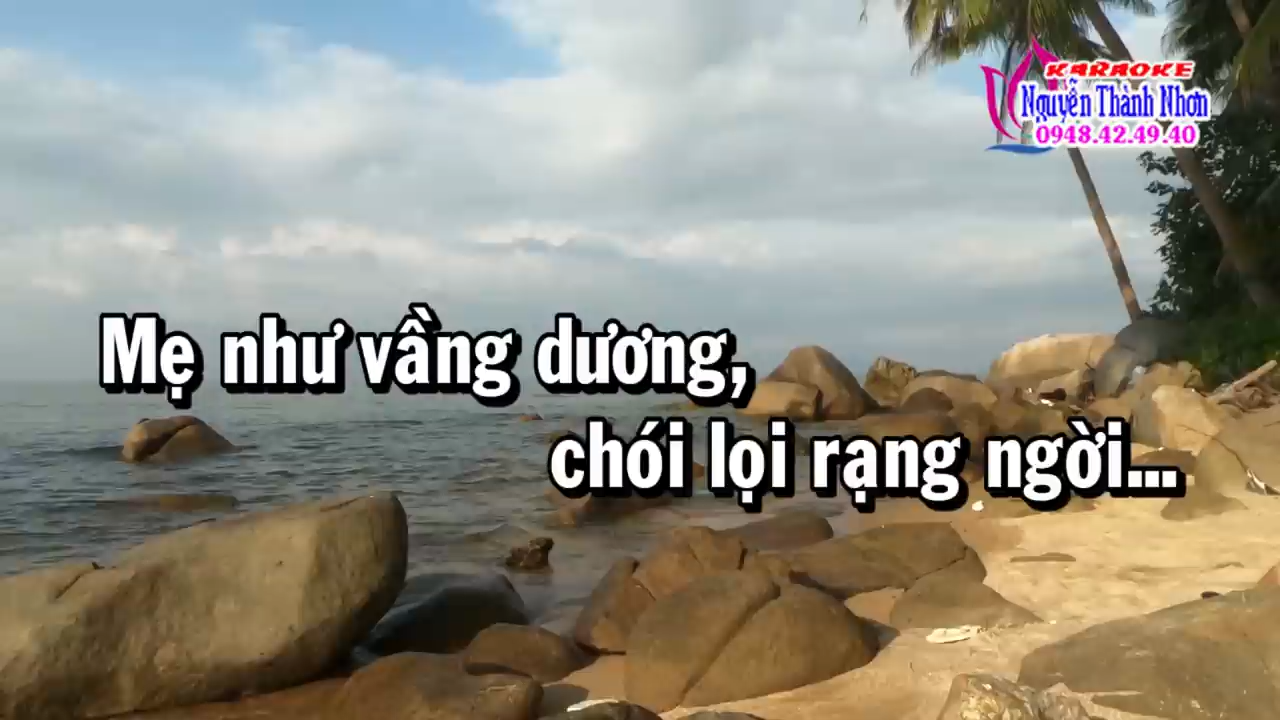 KARAOKE
Nguyễn Thành Nhơn
0948.42.49.40
Mẹ như vầng dương,
chói lọi rạng ngời...